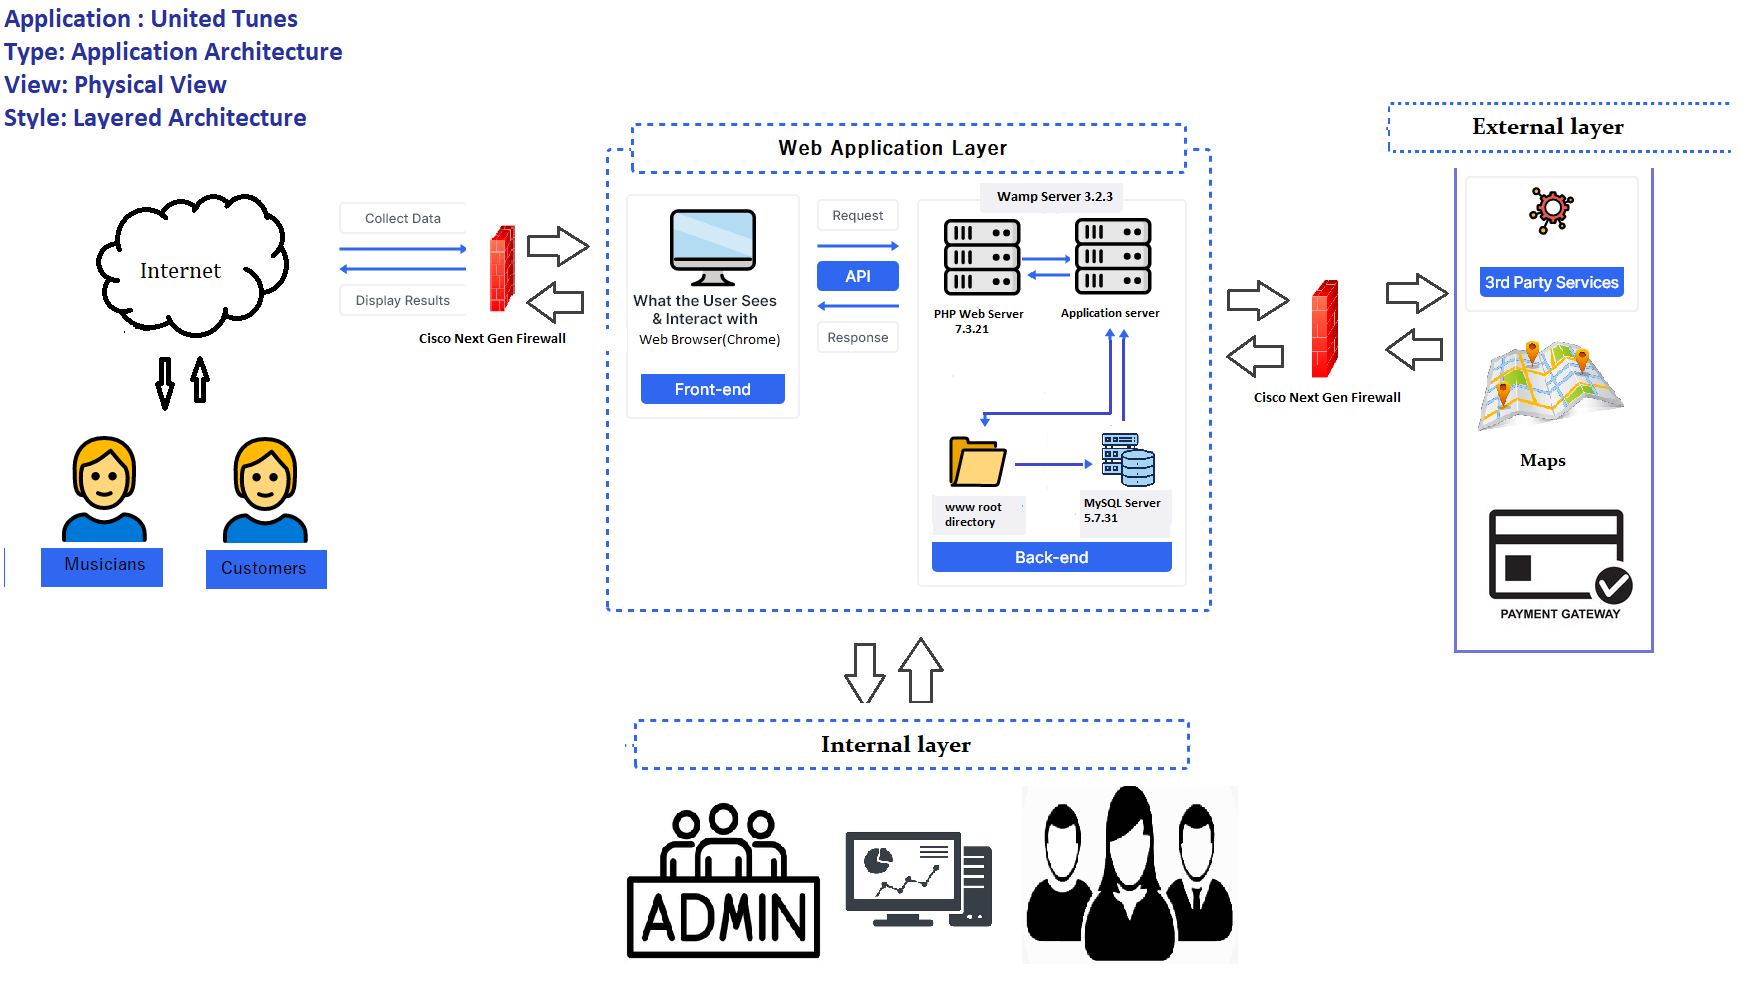 Application : United Tunes
Type: Application Architecture
View: Physical View
Style: Layered Architecture
Internet
Collect Data
Display Results
Cisco Next Gen Firewall
Musicians
Customers
Web Application Layer
What the User Sees
& Interact with
Web Browser(Chrome)
Front-end
Request
API
Response
Wamp Server 3.2.3
PHP Web Server
7.3.21
Application server
www root
directory
MySQL Server
5.7.31
Back-end
Cisco Next Gen Firewall
External layer
3rd Party Services
Maps
PAYMENT GATEWAY
Internal layer
ADMIN